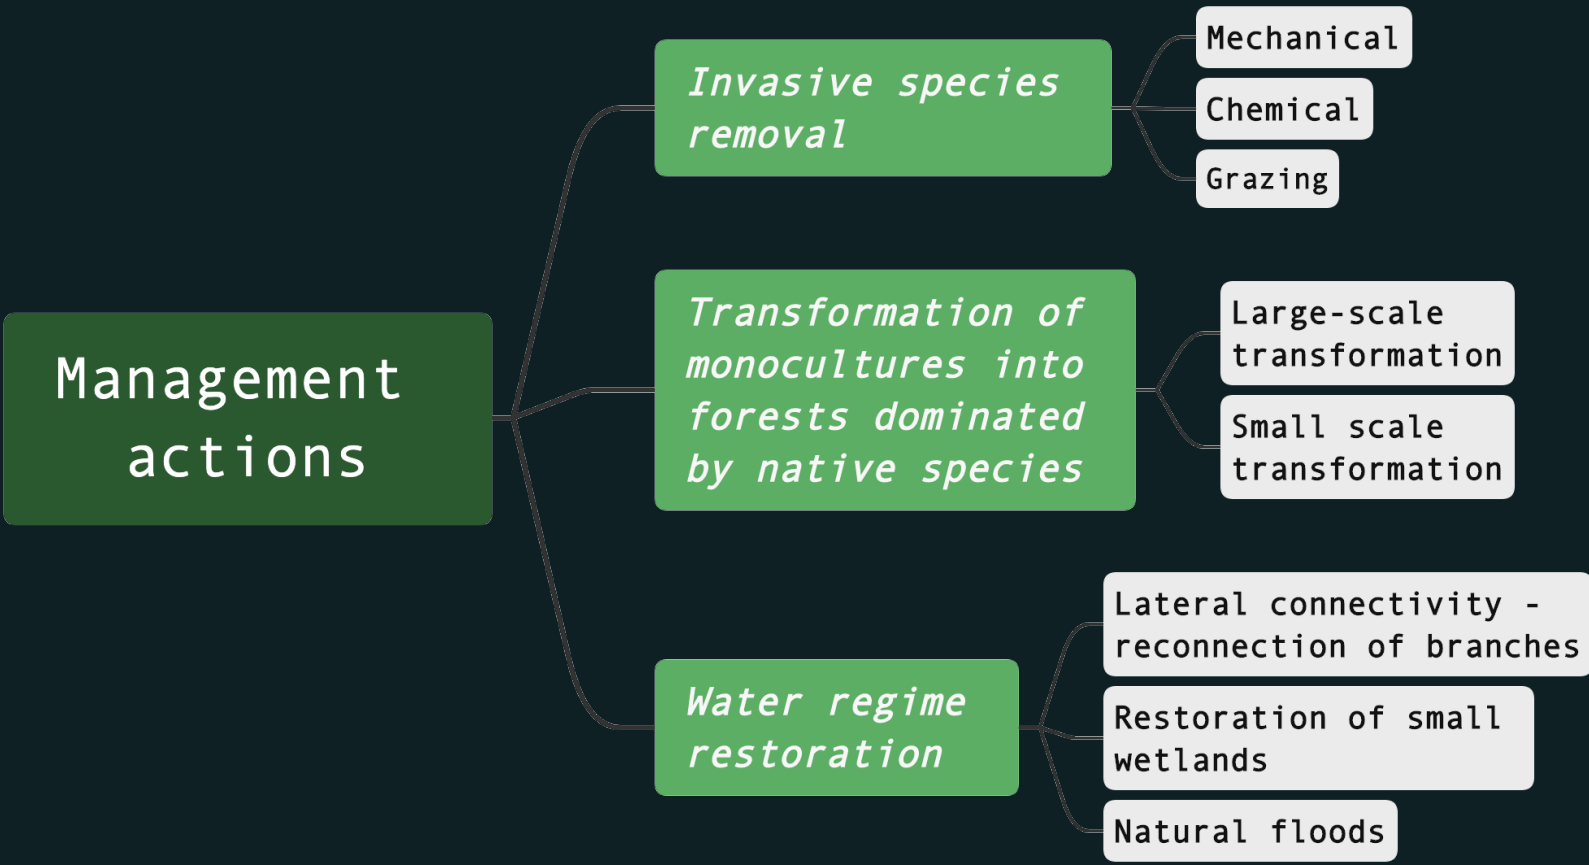 Management
actions
Invasive species
removal
Mechanical
Chemical
Grazing
Transformation of
monocultures into
forests dominated
by native species
Large-scale
transformation
Small scale
transformation
Water regime
restoration
Lateral connectivity -
reconnection of branches
Restoration of small
wetlands
Natural floods